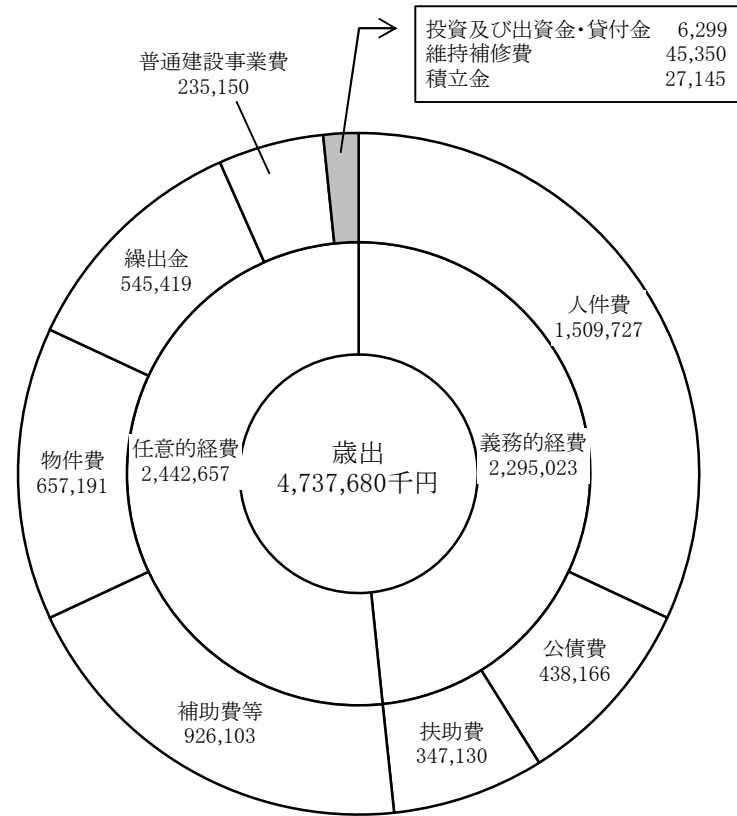 投資及び出資金・貸付金 6,299
維持補修費 45,350
積立金 27,145
普通建設事業費
235,150
繰出金
545,419
人件費
1,509,727
物件費
657,191
任意的経費
2,442,657
歳出
4,737,680千円
義務的経費
2,295,023
公債費
438,166
補助費等
926,103
扶助費
347,130